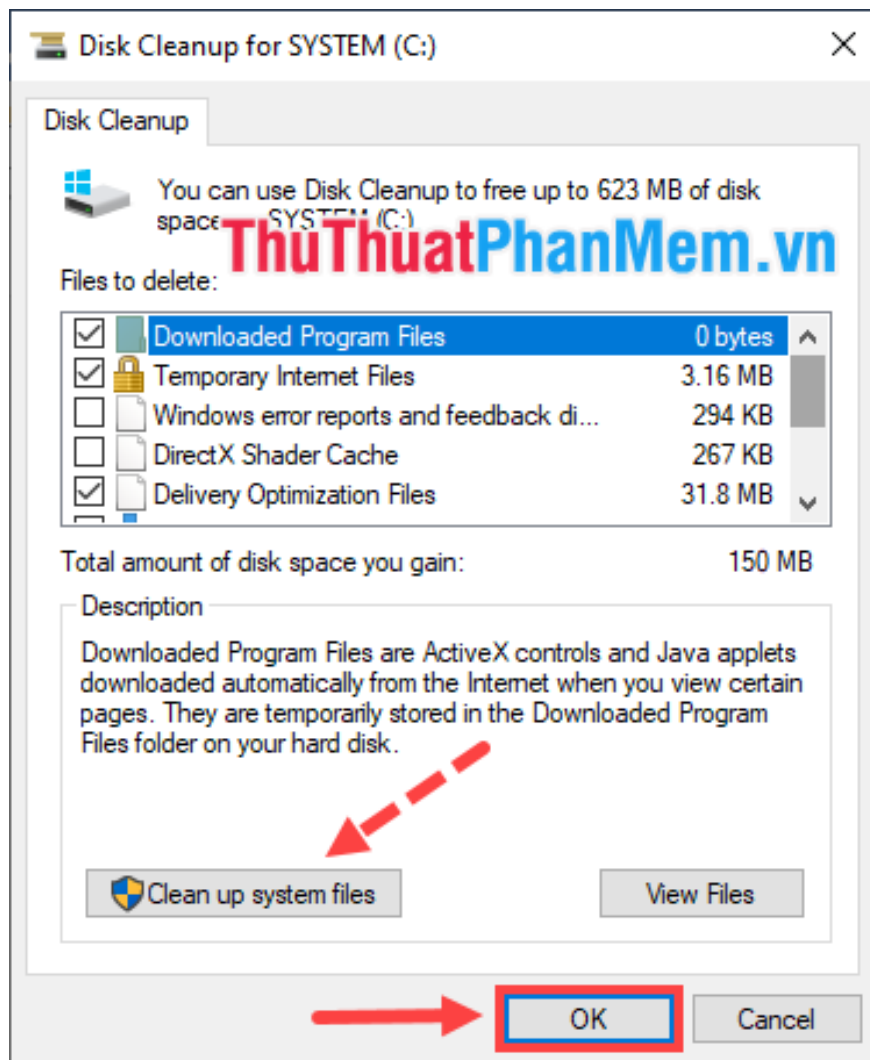 Disk Cleanup for SYSTEM (C:)
Disk Cleanup
You can use Disk Cleanup to free up to 623 MB of disk
space SYSTEM (C:)
ThuThuatPhanMem.vn
Files to delete:
Downloaded Program Files 0 bytes
Temporary Internet Files 3.16 MB
Windows error reports and feedback di... 294 KB
DirectX Shader Cache 267 KB
Delivery Optimization Files 31.8 MB
Total amount of disk space you gain: 150 MB
Description
Downloaded Program Files are ActiveX controls and Java applets
downloaded automatically from the Internet when you view certain
pages. They are temporarily stored in the Downloaded Program
Files folder on your hard disk.
Clean up system files View Files
OK Cancel